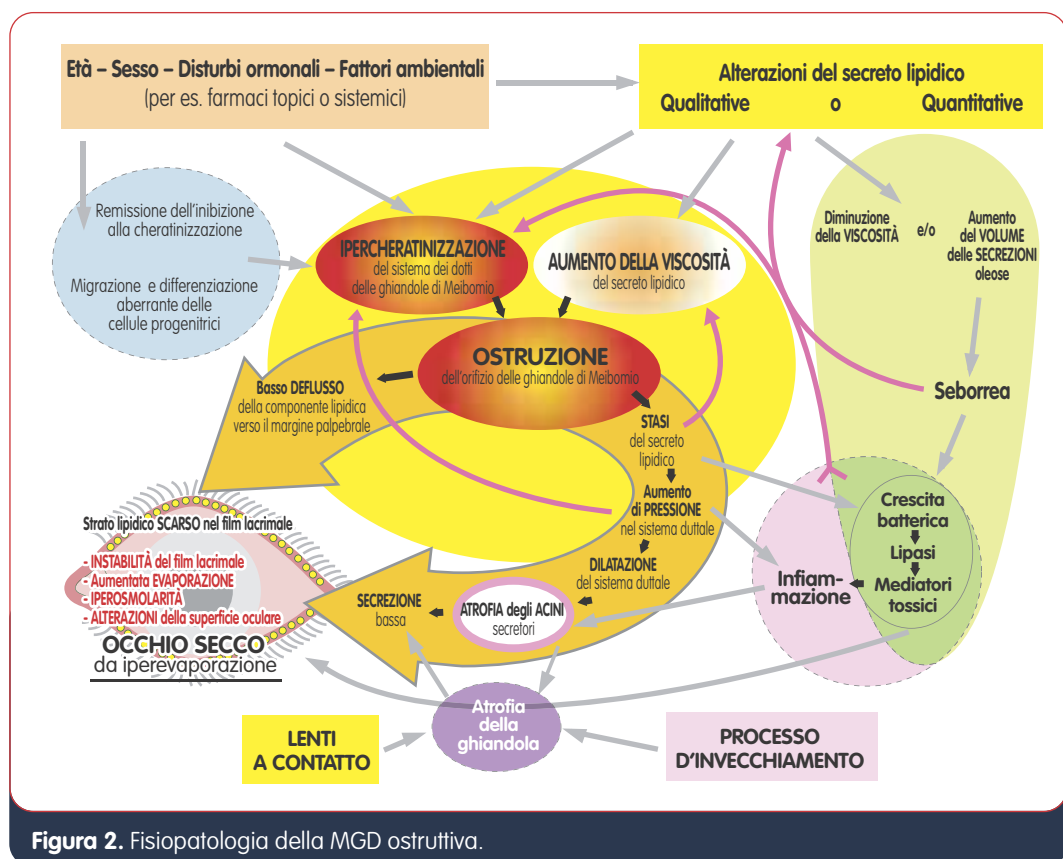 Età – Sesso – Disturbi ormonali – Fattori ambientali
(per es. farmaci topici o sistemici)
Alterazioni del secreto lipidico
Qualitative o Quantitative
Remissione dell'inibizione
alla cheratinizzazione
Migrazione e differenziazione
aberrante delle
cellule progenitrici
IPERCHERATINIZZAZIONE
del sistema dei dotti
delle ghiandole di Meibomio
AUMENTO DELLA VISCOSITÀ
del secreto lipidico
Diminuzione
della VISCOSITÀ
e/o
Aumento
del VOLUME
delle SECREZIONI
oleose
OSTRUZIONE
dell'orifizio delle ghiandole di Meibomio
Basso DEFLUSSO
della componente lipidica
verso il margine palpebrale
STASI
del secreto
lipidico
Aumento
di PRESSIONE
nel sistema duttale
DILATAZIONE
del sistema duttale
ATROFIA degli ACINI
secretori
SECREZIONE
bassa
Seborrea
Crescita
batterica
Lipasi
Mediatori
tossici
Infiam-
mazione
Strato lipidico SCARSO nel film lacrimale
- INSTABILITÀ del film lacrimale
- Aumentata EVAPORAZIONE
- IPEROSMOLARITÀ
- ALTERAZIONI della superficie oculare
OCCHIO SECCO
da iperevaporazione
Atrofia
della
ghiandola
LENTI
A CONTATTO
PROCESSO
D'INVECCHIAMENTO
Figura 2. Fisiopatologia della MGD ostruttiva.